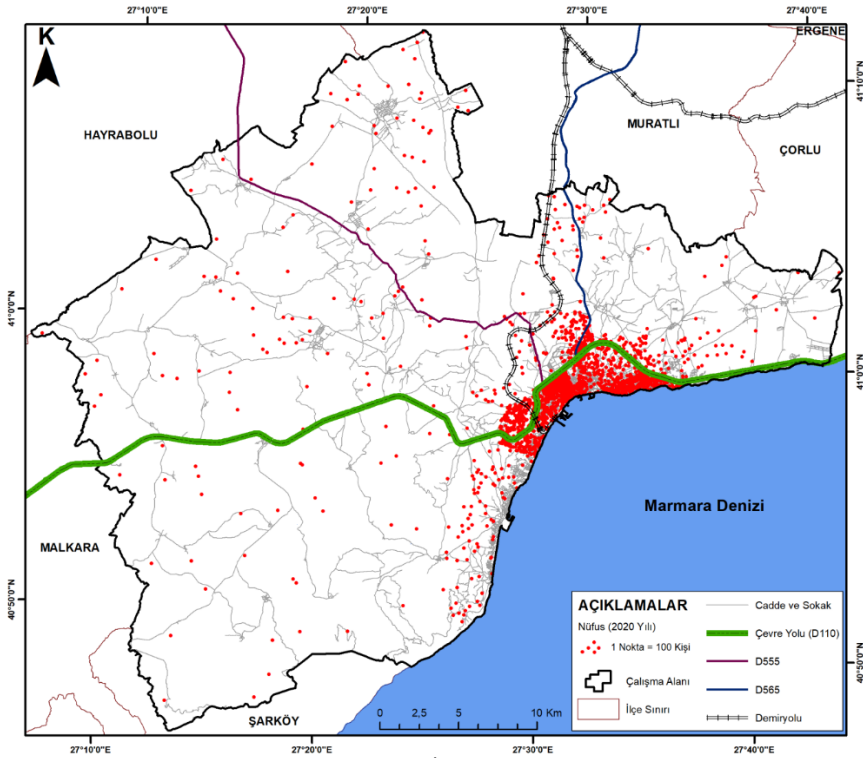 27°10'0"E
27°20'0"E
27°30'0"E
27°40'0"E
K
ERGENE
41°10'0"N
HAYRABOLU
MURATLI
ÇORLU
41°0'0"N
41°0'0"N
Marmara Denizi
MALKARA
40°50'0"N
40°50'0"N
ŞARKÖY
AÇIKLAMALAR
Nüfus (2020 Yılı)
1 Nokta = 100 Kişi
Çalışma Alanı
İlçe Sınırı
Cadde ve Sokak
Çevre Yolu (D110)
D555
D565
Demiryolu
0 2,5 5 10 Km
27°10'0"E
27°20'0"E
27°30'0"E
27°40'0"E